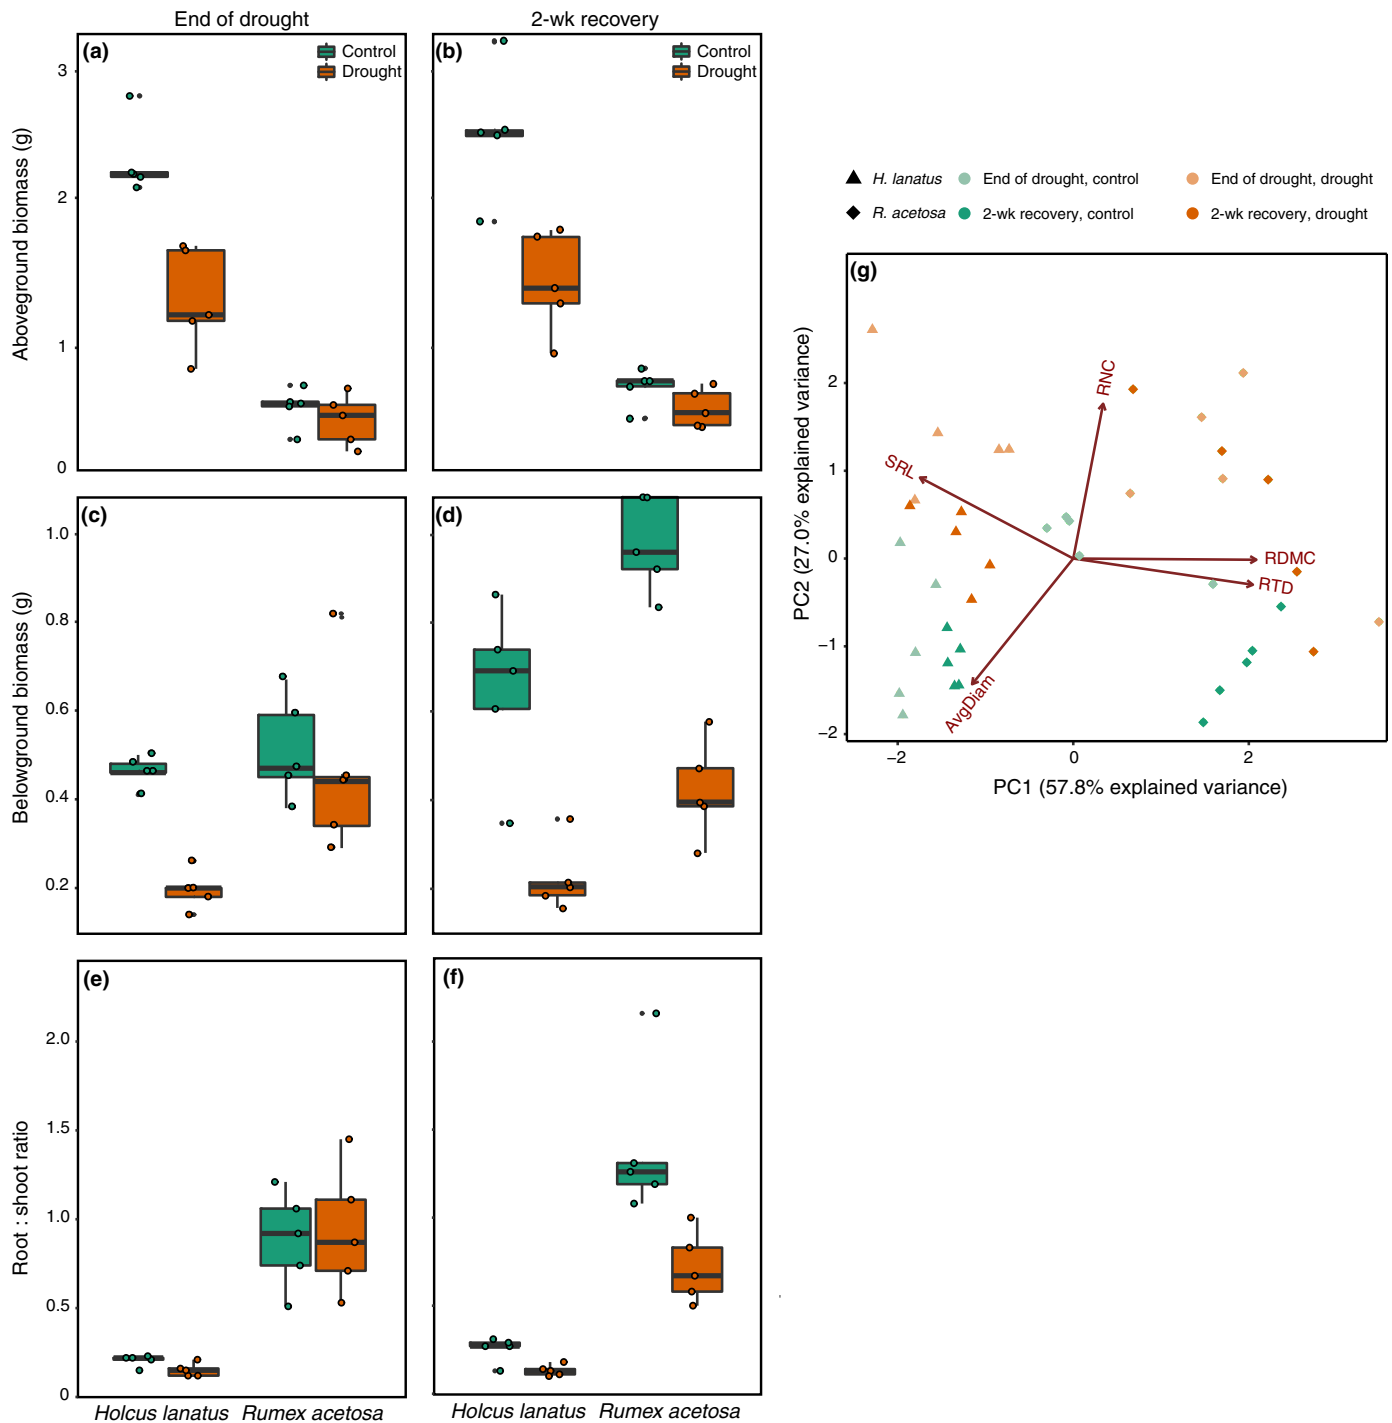 End of drought
2-wk recovery
(a)
Control
Drought
(b)
Control
Drought
3
2
1
0
Aboveground biomass (g)
(c)
(d)
1.0
0.8
0.6
0.4
0.2
Belowground biomass (g)
(e)
(f)
2.0
1.5
1.0
0.5
0
Root : shoot ratio
Holcus lanatus
Rumex acetosa
Holcus lanatus
Rumex acetosa
H. lanatus
End of drought, control
End of drought, drought
R. acetosa
2-wk recovery, control
2-wk recovery, drought
(g)
RNC
SRL
RDMC
RTD
AvgDiam
2
1
0
−1
−2
PC2 (27.0% explained variance)
−2
0
2
PC1 (57.8% explained variance)